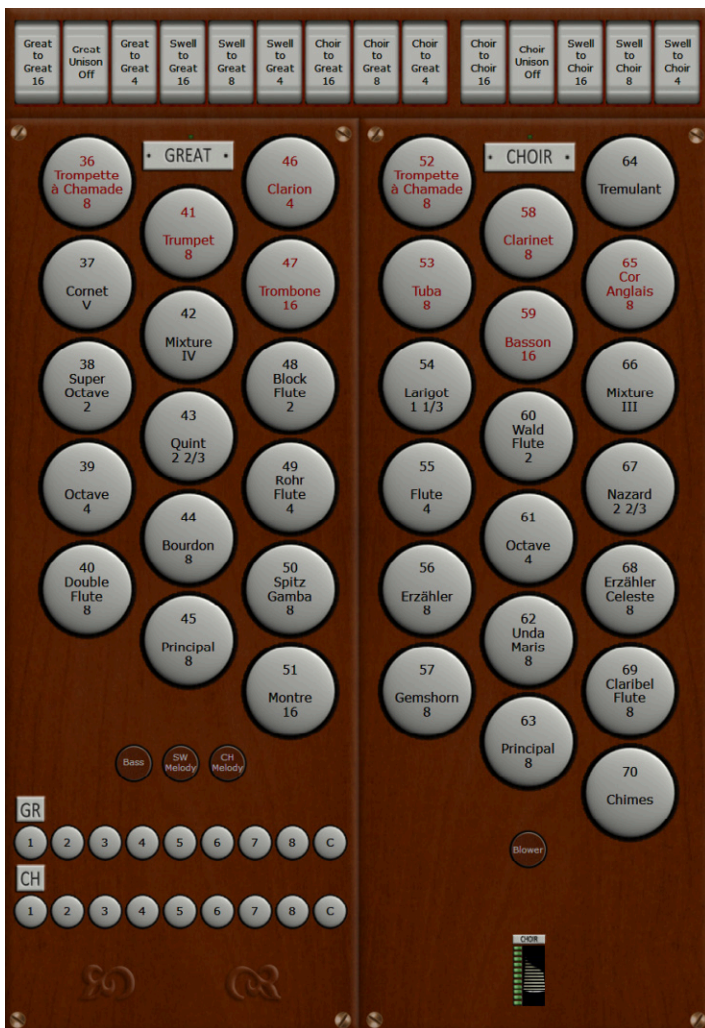 Great
to
Great
16
Great
Unison
Off
Great
to
Great
4
Swell
to
Great
16
Swell
to
Great
8
Swell
to
Great
4
Choir
to
Great
16
Choir
to
Great
8
Choir
to
Great
4
Choir
to
Choir
16
Choir
Unison
Off
Swell
to
Choir
16
Swell
to
Choir
8
Swell
to
Choir
4
GREAT
36
Trompette
à Chamade
8
37
Cornet
V
38
Super
Octave
2
39
Octave
4
40
Double
Flute
8
41
Trumpet
8
42
Mixture
IV
43
Quint
2 2/3
44
Bourdon
8
45
Principal
8
46
Clarion
4
47
Trombone
16
48
Block
Flute
2
49
Rohr
Flute
4
50
Spitz
Gamba
8
51
Montre
16
Bass
SW
Melody
CH
Melody
GR
1 2 3 4 5 6 7 8 C
CH
1 2 3 4 5 6 7 8 C
CHOIR
52
Trompette
à Chamade
8
53
Tuba
8
54
Larigot
1 1/3
55
Flute
4
56
Erzähler
8
57
Gemshorn
8
58
Clarinet
8
59
Basson
16
60
Wald
Flute
2
61
Octave
4
62
Unda
Maris
8
63
Principal
8
64
Tremulant
65
Cor
Anglais
8
66
Mixture
III
67
Nazard
2 2/3
68
Erzähler
Celeste
8
69
Claribel
Flute
8
70
Chimes
Blower
CHOIR